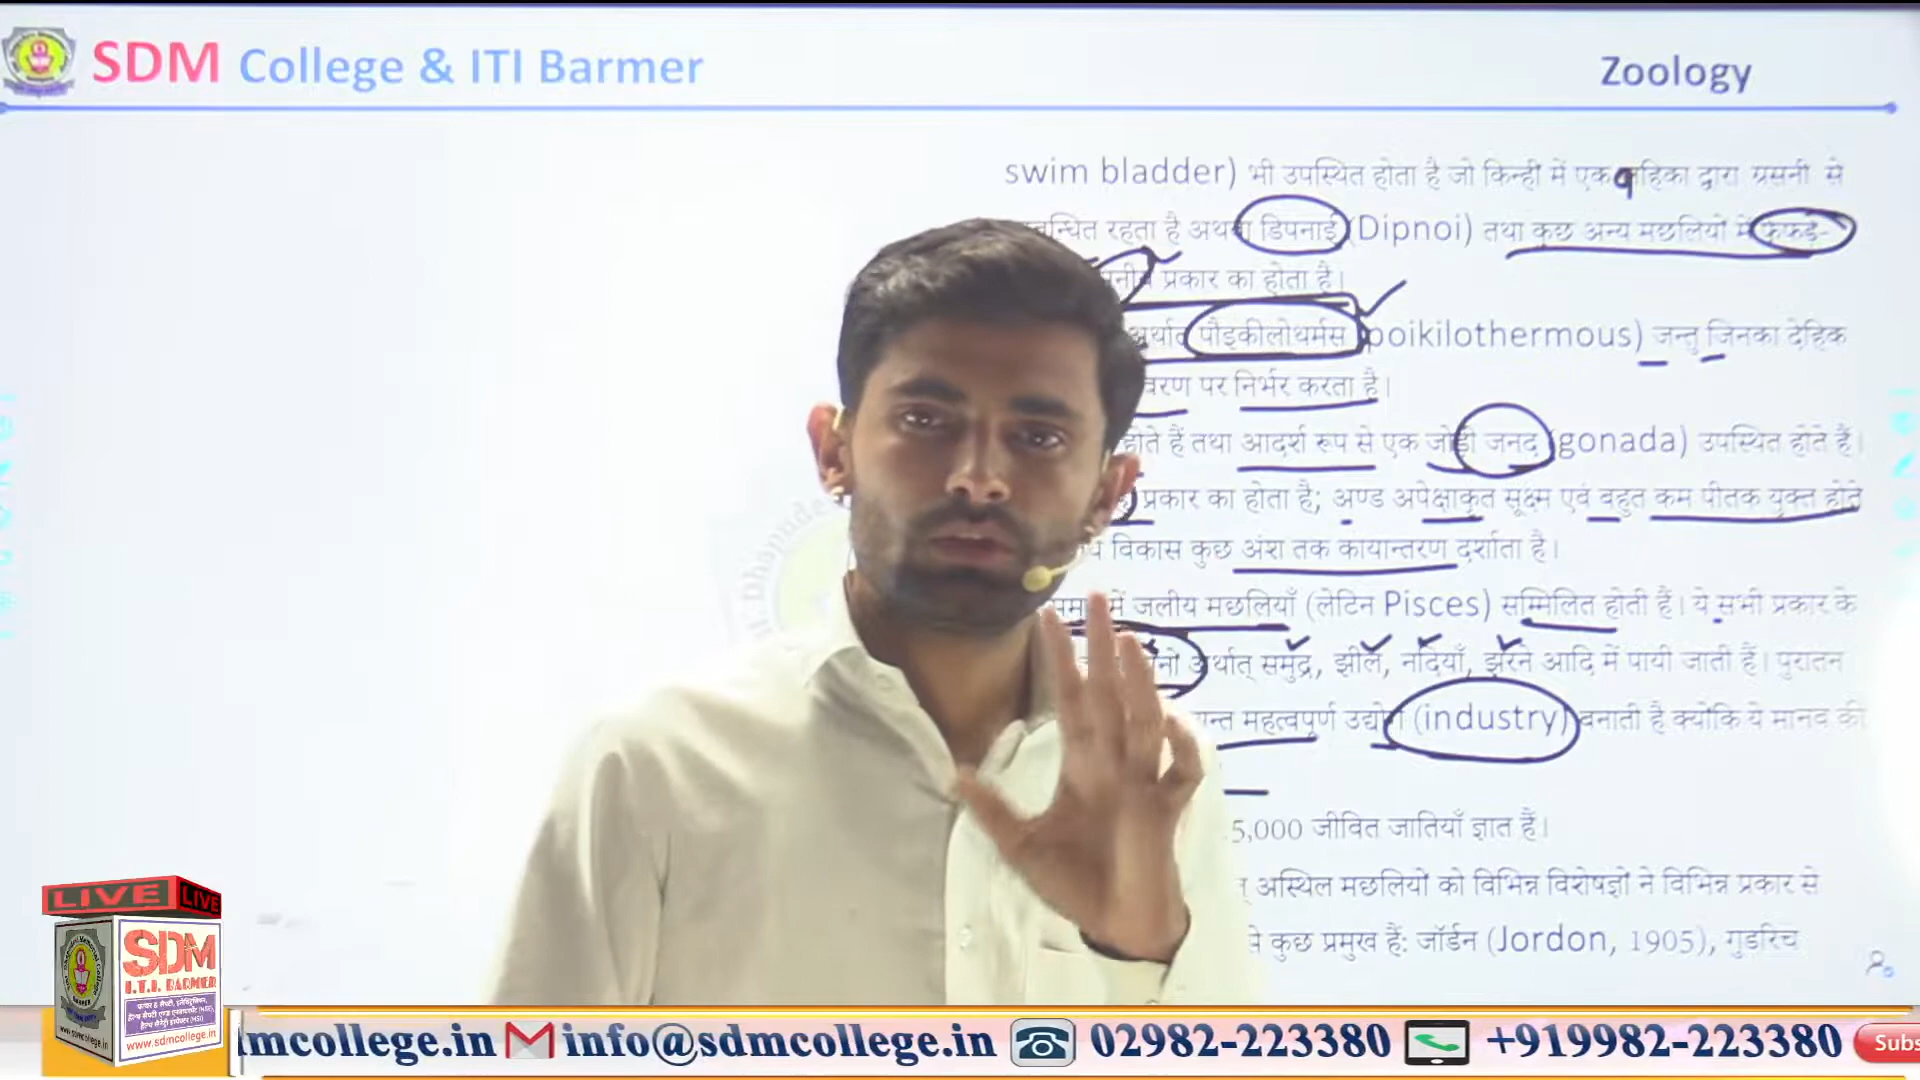 SDM College & ITI Barmer
Zoology
swim bladder) भी उपस्थित होता है जो किन्हीं में एक हिका द्वारा ग्रसनी से
बन्धित रहता है अथवा डिपनाई (Dipnoi) तथा कुछ अन्य मछलियों में फेफड़े-
प्रकार का होता है।
अर्थात पौइकीलोथर्मस poikilothermous) जन्तु जिनका दैहिक
वरण पर निर्भर करता है।
होते हैं तथा आदर्श रूप से एक जोड़ी जनद (gonada) उपस्थित होते हैं।
प्रकार का होता है; अण्ड अपेक्षाकृत सूक्ष्म एवं बहुत कम पीतक युक्त होते
विकास कुछ अंश तक कायान्तरण दर्शाता है।
में जलीय मछलियाँ (लेटिन Pisces) सम्मिलित होती हैं। ये सभी प्रकार के
अर्थात् समुद्र, झीलें, नदियाँ, झरने आदि में पायी जाती हैं। पुरातन
महत्वपूर्ण उद्योग (industry) बनाती है क्योंकि ये मानव की
5,000 जीवित जातियाँ ज्ञात हैं।
अस्थिल मछलियों को विभिन्न विशेषज्ञों ने विभिन्न प्रकार से
कुछ प्रमुख हैं: जॉर्डन (Jordon, 1905), गुडरिच
LIVE LIVE
SDM
I.T.I. BARMER
www.sdmcollege.in
mcollege.in info@sdmcollege.in 02982-223380 +919982-223380 Subs